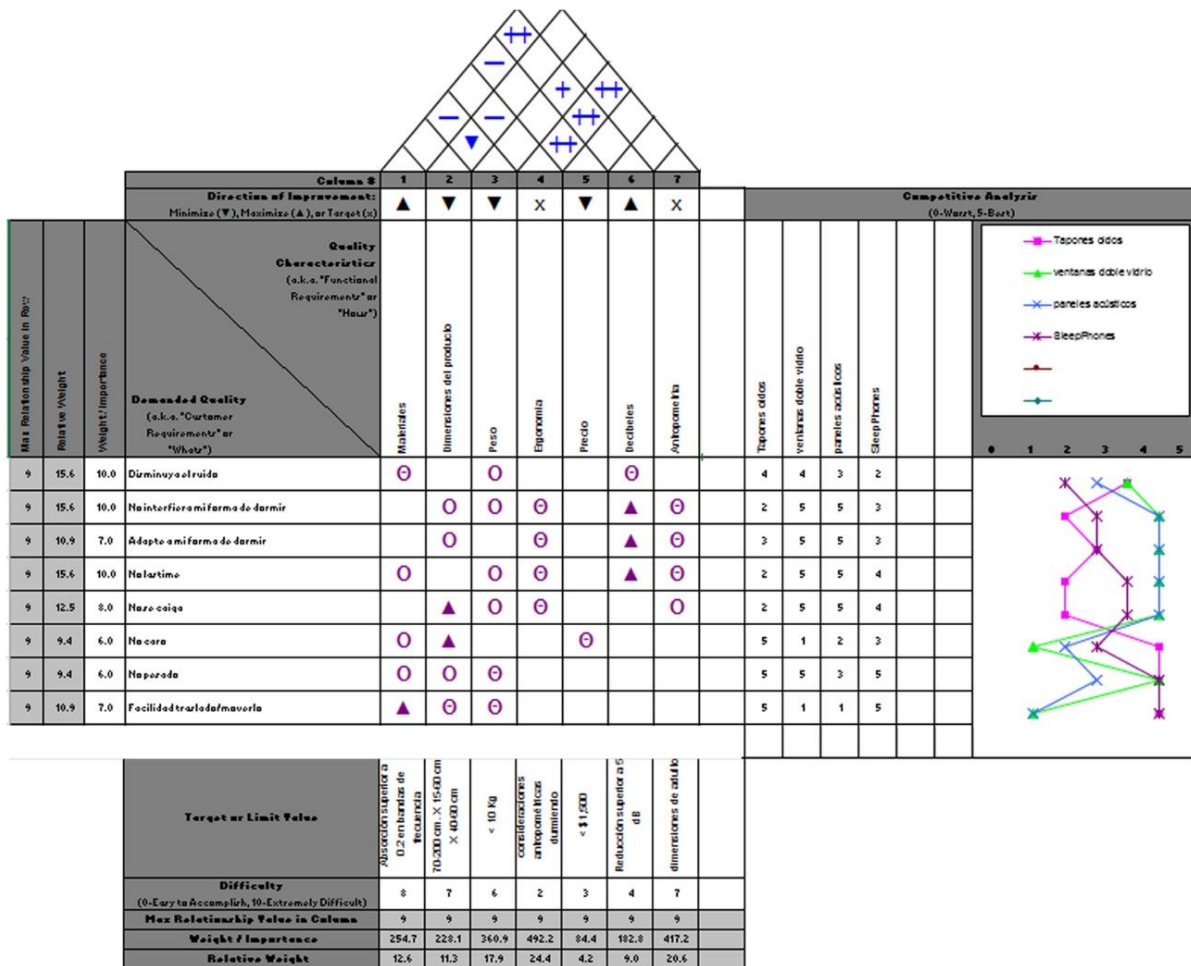 ++
−
+ ++
− − ++
▼ ++
Column # 1 2 3 4 5 6 7
Direction of Improvement: ▲ ▼ ▼ x ▼ ▲ x
Minimize (▼), Maximize (▲), or Target (x)
Competitive Analysis
(0-Worst, 5-Best)
Max Relationship Value in Row
Relative Weight
Weight / Importance
Quality
Characteristics
(a.k.a. "Functional
Requirements" or
"Hows")
Demanded Quality
(a.k.a. "Customer
Requirements" or
"Whats")
Materiales
Dimensiones del producto
Peso
Ergonomía
Precio
Decibeles
Antropometría
Tapones oidos
ventanas doble vidrio
paneles acústicos
SleepPhones
Tapones oidos
ventanas doble vidrio
paneles acústicos
SleepPhones
0 1 2 3 4 5
9 15.6 10.0 Disminuya el ruido Θ Ο Θ 4 4 3 2
9 15.6 10.0 No interfiera mi forma de dormir Ο Ο Θ ▲ Θ 2 5 5 3
9 10.9 7.0 Adapte a mi forma de dormir Ο Θ ▲ Θ 3 5 5 3
9 15.6 10.0 No lastime Ο Ο Θ ▲ Θ 2 5 5 4
9 12.5 8.0 No se caiga ▲ Ο Θ Ο 2 5 5 4
9 9.4 6.0 No cara Ο ▲ Θ 5 1 2 3
9 9.4 6.0 No pesada Ο Ο Θ 5 5 3 5
9 10.9 7.0 Facilidad traslado/moverla ▲ Θ Θ 5 1 1 5
Target or Limit Value
Absorción superior a
0.2 en bandas de
frecuencia
70-200 cm. X 15-60 cm
X 40-60 cm
< 10 Kg
consideraciones
antopométricas
durmiendo
< $ 1,500
Reducción superior a 5
dB
dimensiones de adulto
Difficulty
(0-Easy to Accomplish, 10-Extremely Difficult)
8 7 6 2 3 4 7
Max Relationship Value in Column 9 9 9 9 9 9 9
Weight / Importance 254.7 228.1 360.9 492.2 84.4 182.8 417.2
Relative Weight 12.6 11.3 17.9 24.4 4.2 9.0 20.6